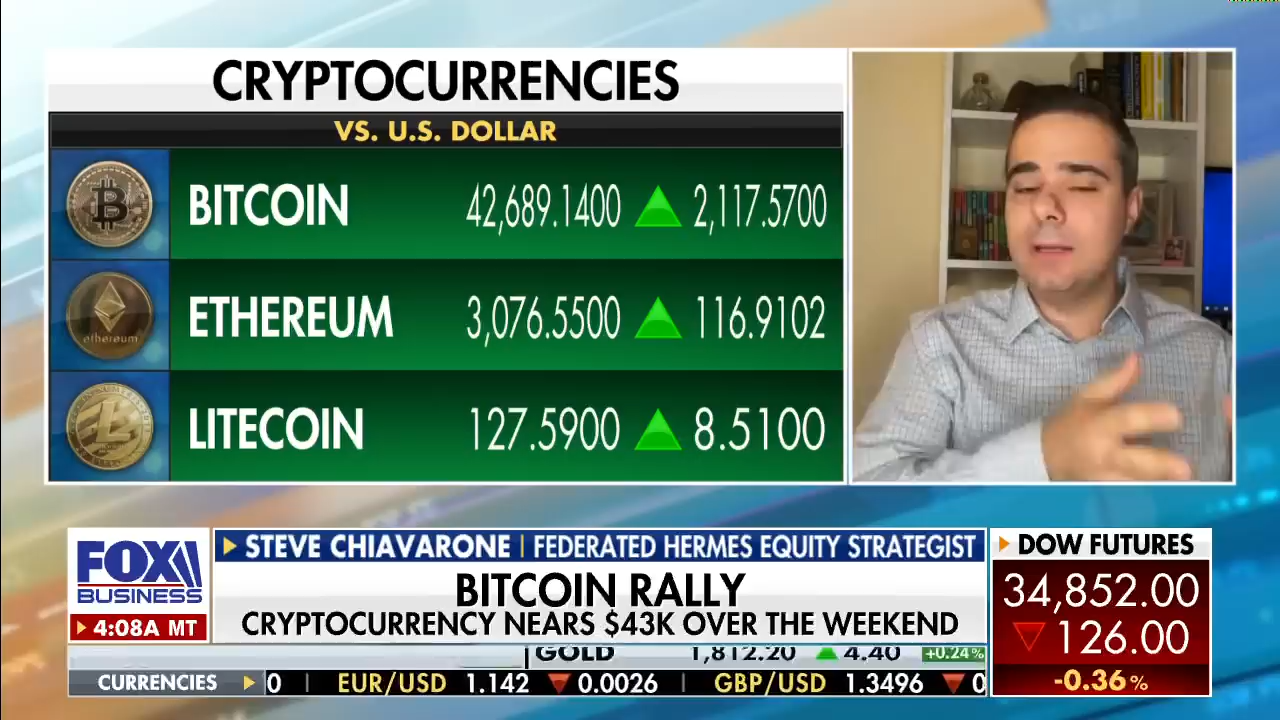 CRYPTOCURRENCIES
VS. U.S. DOLLAR
BITCOIN 42,689.1400 2,117.5700
ETHEREUM 3,076.5500 116.9102
ethereum
LITECOIN 127.5900 8.5100
FOX
BUSINESS
4:08A MT
STEVE CHIAVARONE | FEDERATED HERMES EQUITY STRATEGIST
BITCOIN RALLY
CRYPTOCURRENCY NEARS $43K OVER THE WEEKEND
DOW FUTURES
34,852.00
126.00
-0.36%
GOLD 1,812.20 4.40 +0.24%
CURRENCIES 0 | EUR/USD 1.142 0.0026 | GBP/USD 1.3496 0